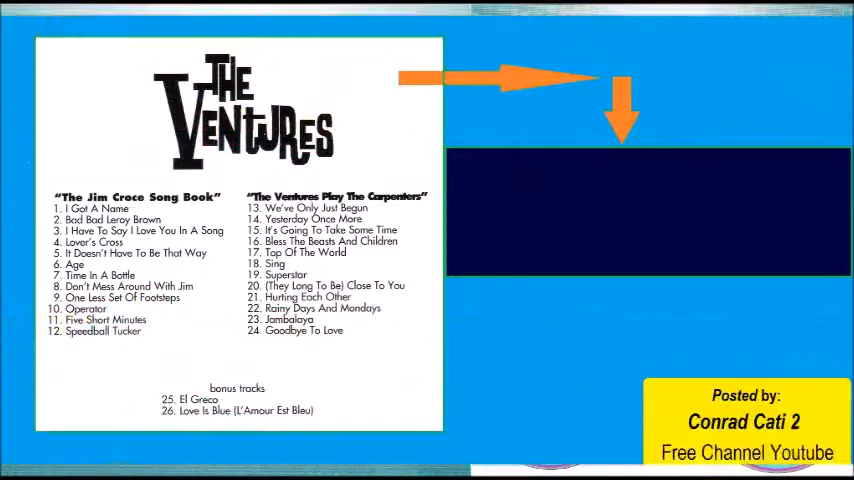 THE
VENTURES
"The Jim Croce Song Book"
1. I Got A Name
2. Bad Bad Leroy Brown
3. I Have To Say I Love You In A Song
4. Lover's Cross
5. It Doesn't Have To Be That Way
6. Age
7. Time In A Bottle
8. Don't Mess Around With Jim
9. One Less Set Of Footsteps
10. Operator
11. Five Short Minutes
12. Speedball Tucker
"The Ventures Play The Carpenters"
13. We've Only Just Begun
14. Yesterday Once More
15. It's Going To Take Some Time
16. Bless The Beasts And Children
17. Top Of The World
18. Sing
19. Superstar
20. (They Long To Be) Close To You
21. Hurting Each Other
22. Rainy Days And Mondays
23. Jambalaya
24. Goodbye To Love
bonus tracks
25. El Greco
26. Love Is Blue (L'Amour Est Bleu)
Posted by:
Conrad Cati 2
Free Channel Youtube